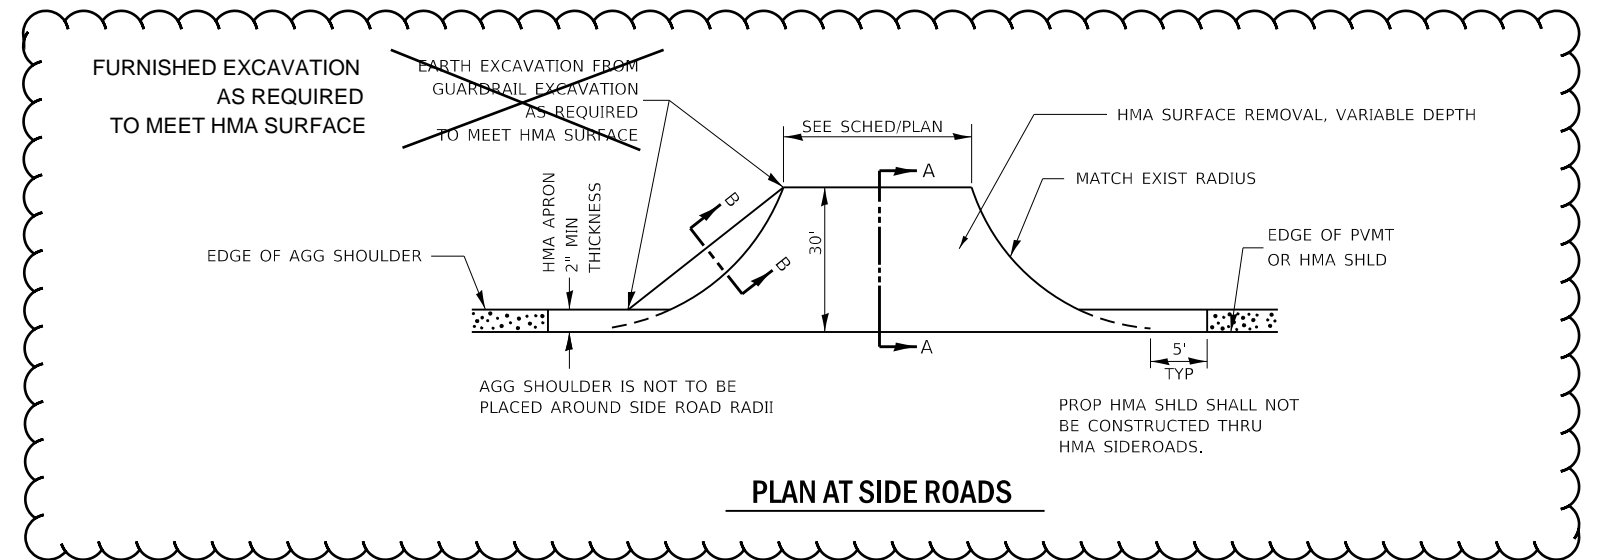 FURNISHED EXCAVATION
AS REQUIRED
TO MEET HMA SURFACE
EARTH EXCAVATION FROM
GUARDRAIL EXCAVATION
AS REQUIRED
TO MEET HMA SURFACE
SEE SCHED/PLAN
HMA SURFACE REMOVAL, VARIABLE DEPTH
A
MATCH EXIST RADIUS
HMA APRON
2" MIN
THICKNESS
B
B
30'
EDGE OF AGG SHOULDER
EDGE OF PVMT
OR HMA SHLD
A
5'
TYP
AGG SHOULDER IS NOT TO BE
PLACED AROUND SIDE ROAD RADII
PROP HMA SHLD SHALL NOT
BE CONSTRUCTED THRU
HMA SIDEROADS.
PLAN AT SIDE ROADS